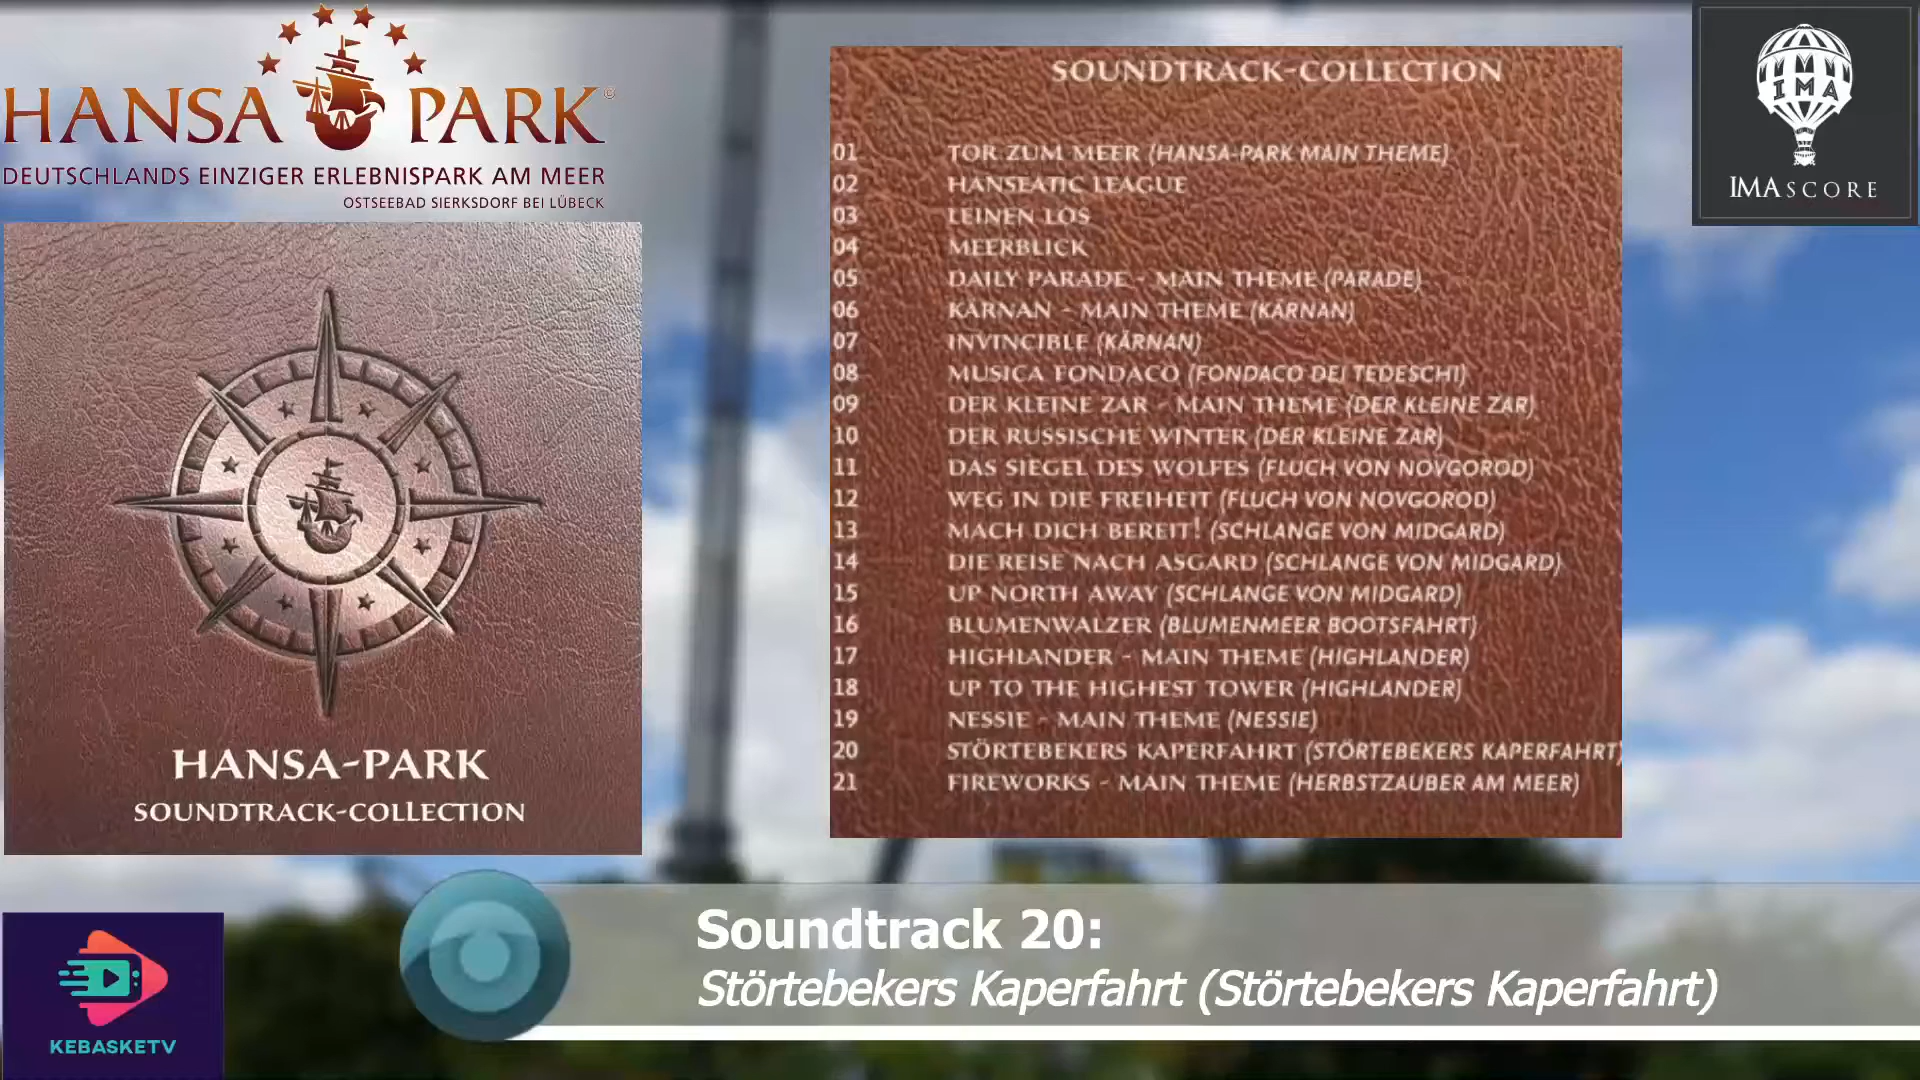 HANSA PARK©
DEUTSCHLANDS EINZIGER ERLEBNISPARK AM MEER
OSTSEEBAD SIERKSDORF BEI LÜBECK
HANSA-PARK
SOUNDTRACK-COLLECTION
SOUNDTRACK-COLLECTION
01 TOR ZUM MEER (HANSA-PARK MAIN THEME)
02 HANSEATIC LEAGUE
03 LEINEN LOS
04 MEERBLICK
05 DAILY PARADE - MAIN THEME (PARADE)
06 KÄRNAN - MAIN THEME (KÄRNAN)
07 INVINCIBLE (KÄRNAN)
08 MUSICA FONDACO (FONDACO DEI TEDESCHI)
09 DER KLEINE ZAR - MAIN THEME (DER KLEINE ZAR)
10 DER RUSSISCHE WINTER (DER KLEINE ZAR)
11 DAS SIEGEL DES WOLFES (FLUCH VON NOVGOROD)
12 WEG IN DIE FREIHEIT (FLUCH VON NOVGOROD)
13 MACH DICH BEREIT! (SCHLANGE VON MIDGARD)
14 DIE REISE NACH ASGARD (SCHLANGE VON MIDGARD)
15 UP NORTH AWAY (SCHLANGE VON MIDGARD)
16 BLUMENWALZER (BLUMENMEER BOOTSFAHRT)
17 HIGHLANDER - MAIN THEME (HIGHLANDER)
18 UP TO THE HIGHEST TOWER (HIGHLANDER)
19 NESSIE - MAIN THEME (NESSIE)
20 STÖRTEBEKERS KAPERFAHRT (STÖRTEBEKERS KAPERFAHRT)
21 FIREWORKS - MAIN THEME (HERBSTZAUBER AM MEER)
IMA
IMASCORE
KEBASKETV
Soundtrack 20:
Störtebekers Kaperfahrt (Störtebekers Kaperfahrt)